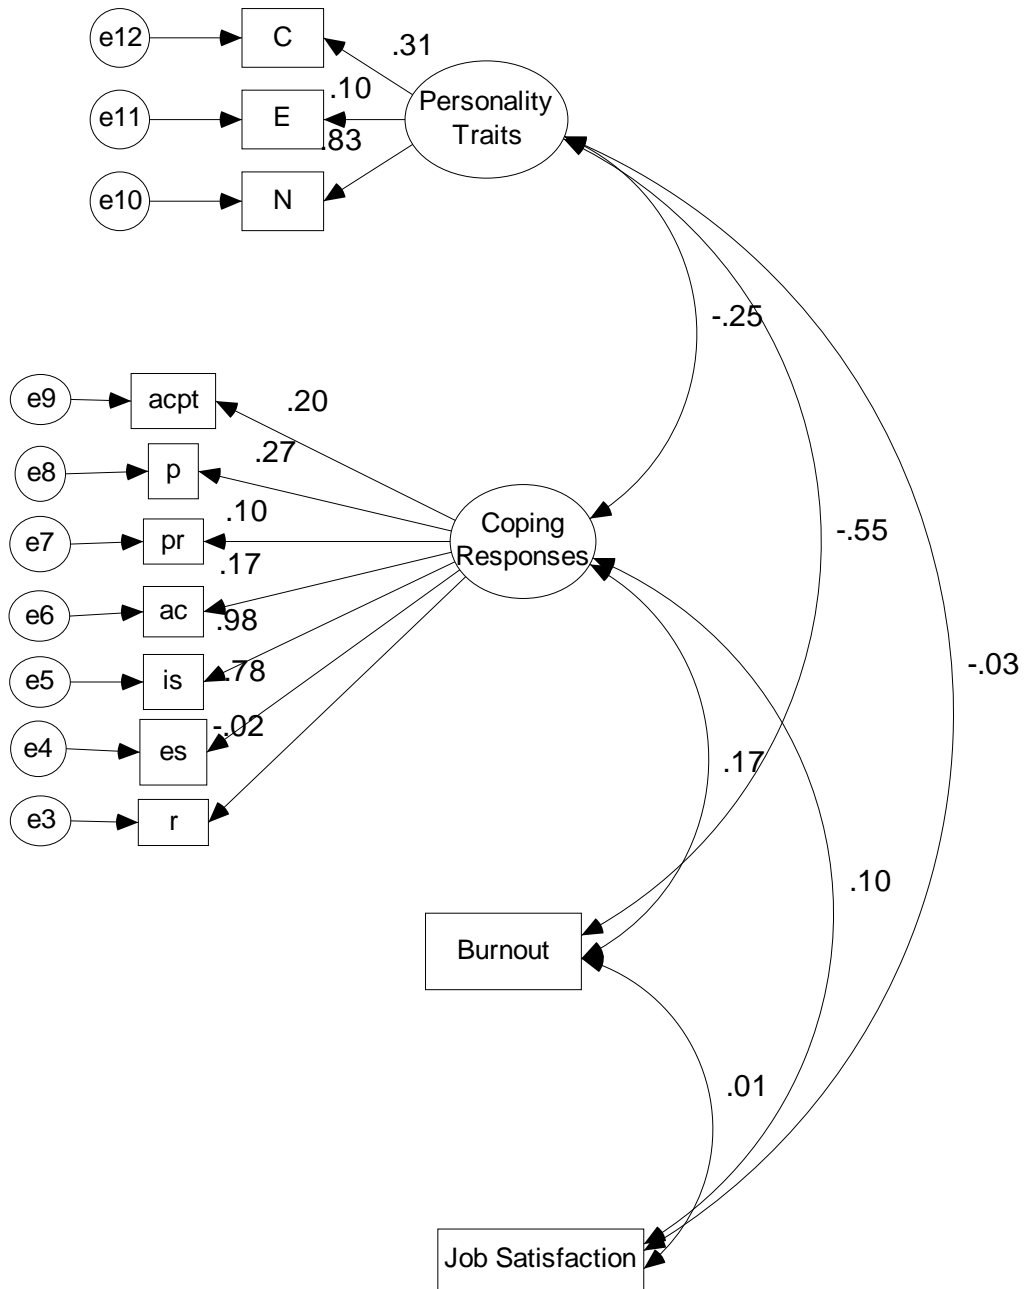 e12
C
.31
e11
E
.10
Personality
Traits
e10
N
.83
-.25
e9
acpt
.20
e8
p
.27
e7
pr
.10
Coping
Responses
-.55
e6
ac
.17
e5
is
.98
e4
es
.78
e3
r
-.02
-.03
.17
.10
Burnout
.01
Job Satisfaction